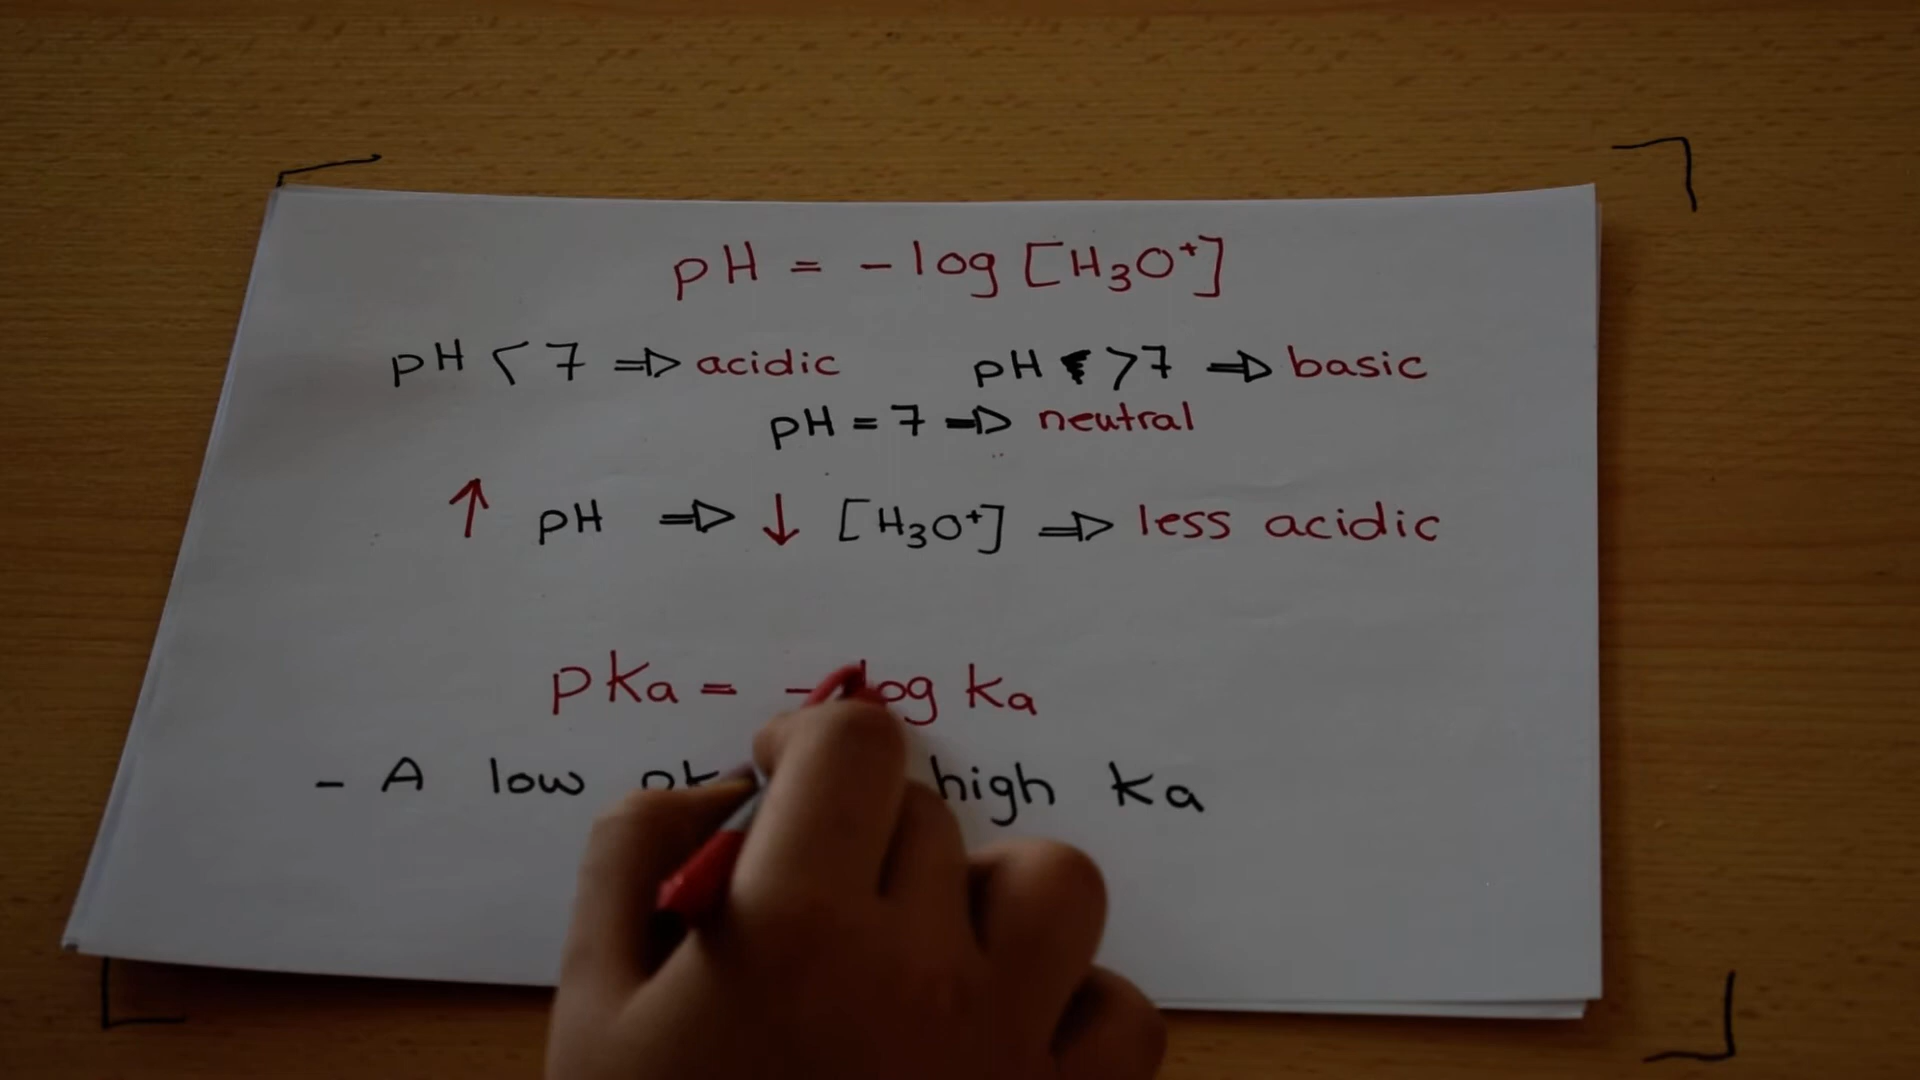 pH = - log [H₃O⁺]
pH < 7 ⇒ acidic pH > 7 ⇒ basic
pH = 7 ⇒ neutral
↑ pH ⇒ ↓ [H₃O⁺] ⇒ less acidic
pKa = - log Ka
- A low high Ka